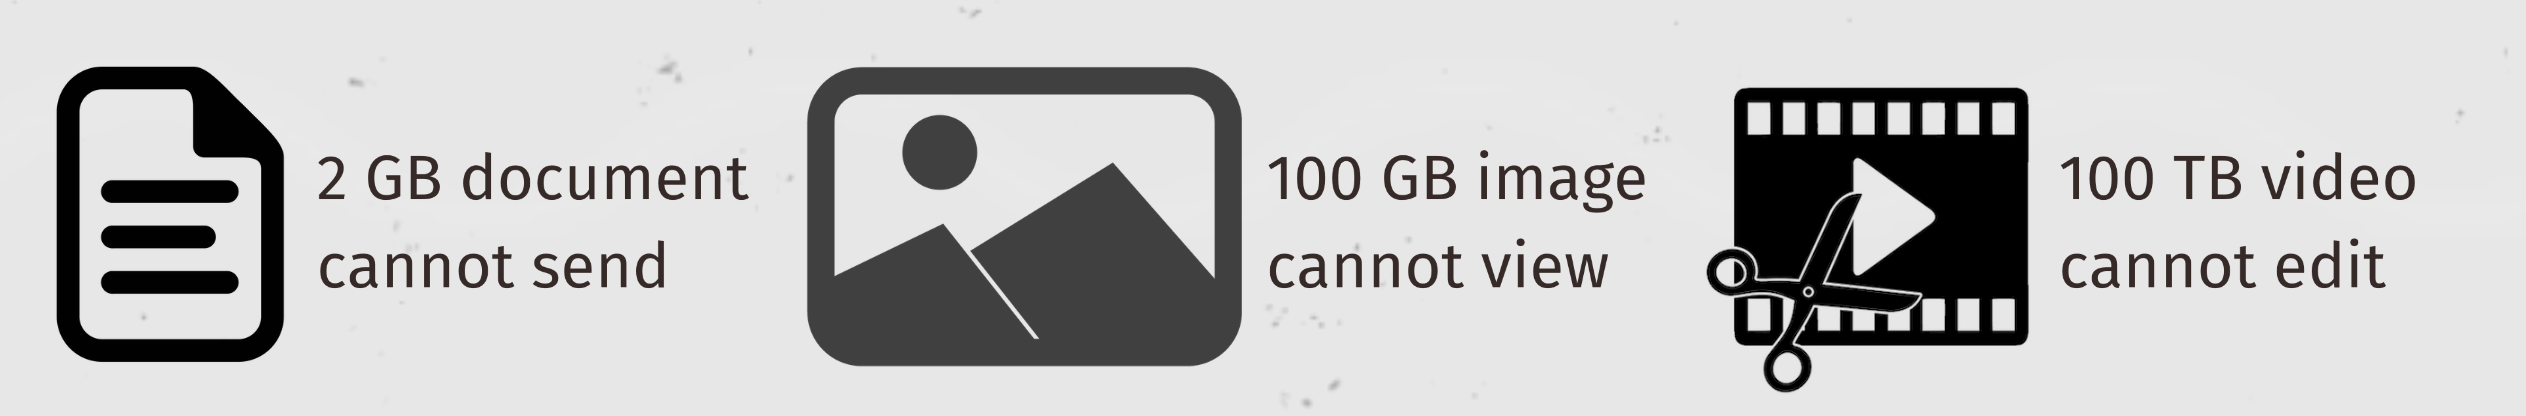 2 GB document
cannot send
100 GB image
cannot view
100 TB video
cannot edit